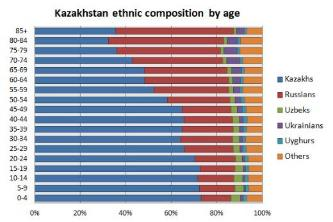 Kazakhstan ethnic composition by age
85+
80-84
75-79
70-74
65-69
60-64
55-59
50-54
45-49
40-44
35-39
30-34
25-29
20-24
15-19
10-14
5-9
0-4
0% 20% 40% 60% 80% 100%
Kazakhs
Russians
Uzbeks
Ukrainians
Uyghurs
Others